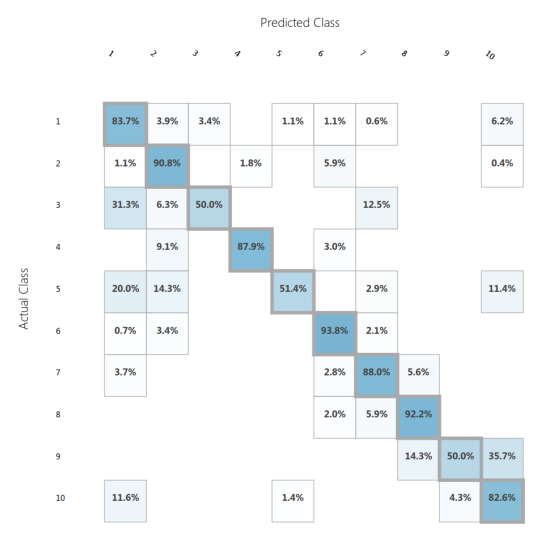 Predicted Class
1 2 3 4 5 6 7 8 9 10
1 83.7% 3.9% 3.4% 1.1% 1.1% 0.6% 6.2%
2 1.1% 90.8% 1.8% 5.9% 0.4%
3 31.3% 6.3% 50.0% 12.5%
4 9.1% 87.9% 3.0%
Actual Class
5 20.0% 14.3% 51.4% 2.9% 11.4%
6 0.7% 3.4% 93.8% 2.1%
7 3.7% 2.8% 88.0% 5.6%
8 2.0% 5.9% 92.2%
9 14.3% 50.0% 35.7%
10 11.6% 1.4% 4.3% 82.6%